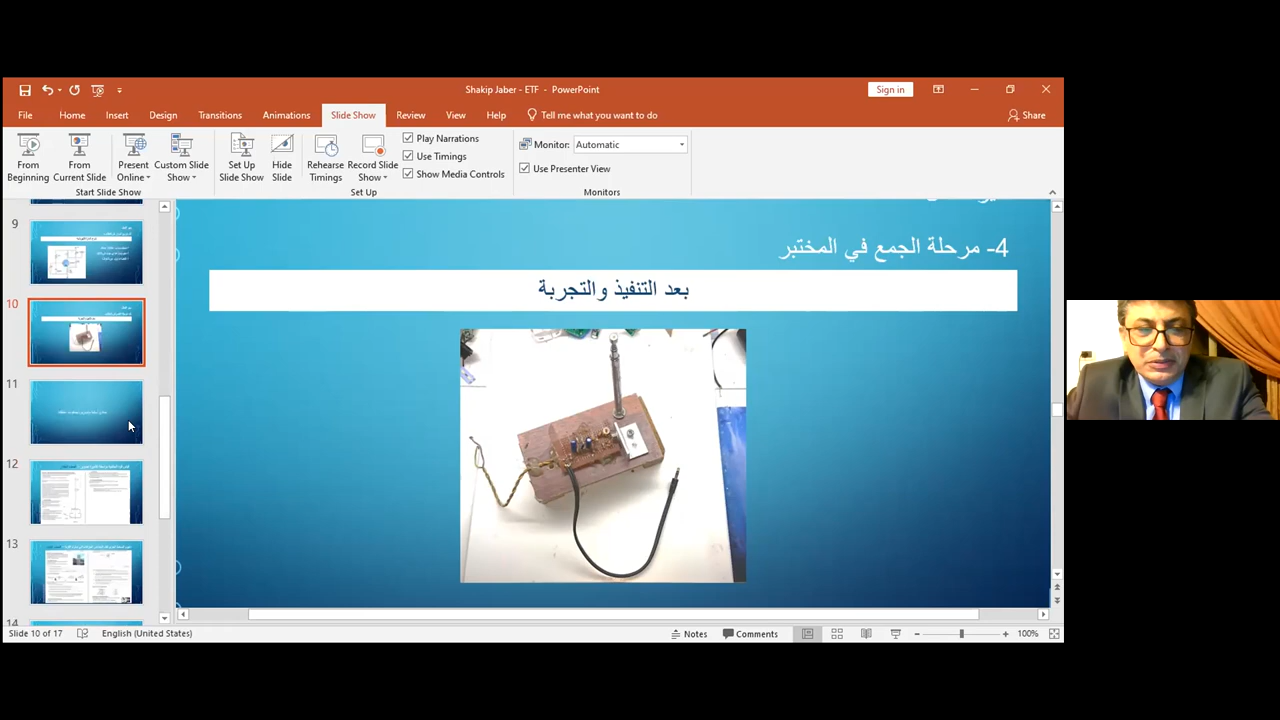 Shakip Jaber - ETF - PowerPoint
Sign in
File Home Insert Design Transitions Animations Slide Show Review View Help Tell me what you want to do
Share
From Beginning
From Current Slide
Present Online
Custom Slide Show
Set Up Slide Show
Hide Slide
Rehearse Timings
Record Slide Show
Play Narrations
Use Timings
Show Media Controls
Monitor: Automatic
Use Presenter View
Start Slide Show
Set Up
Monitors
9
10
11
12
13
4- مرحلة الجمع في المختبر
بعد التنفيذ والتجربة
Slide 10 of 17
English (United States)
Notes
Comments
100%